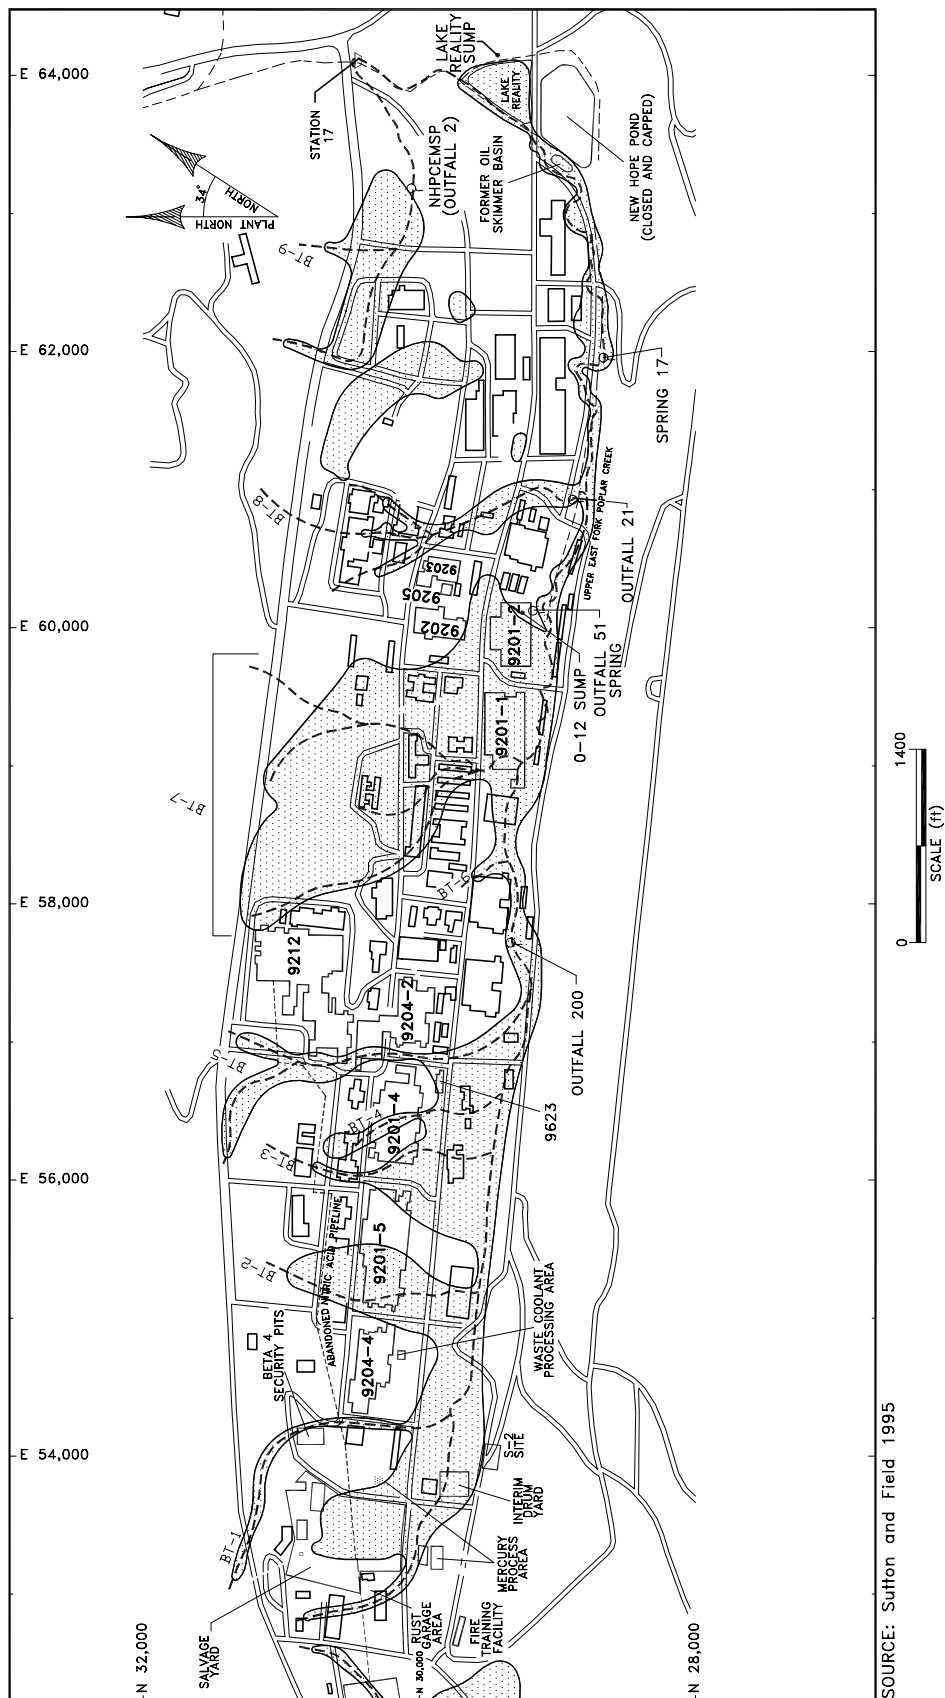 E 64,000
E 62,000
E 60,000
E 58,000
E 56,000
E 54,000
LAKE
REALITY
SUMP
LAKE
REALITY
STATION
17
NHPCEMSP
(OUTFALL 2)
FORMER OIL
SKIMMER BASIN
NEW HOPE POND
(CLOSED AND CAPPED)
34°
NORTH
PLANT NORTH
BT-9
SPRING 17
BT-8
UPPER EAST FORK POPLAR CREEK
OUTFALL 21
9203
9205
9202
9201-2
OUTFALL 51
SPRING
0-12 SUMP
9201-1
BT-7
BT-6
9212
9204-2
OUTFALL 200
BT-5
9623
BT-4
9201-4
BT-3
ABANDONED NITRIC ACID PIPELINE
9201-5
BT-2
WASTE COOLANT
PROCESSING AREA
BETA 4
SECURITY PITS
9204-4
S-2
SITE
INTERIM
DRUM
YARD
MERCURY
PROCESS
AREA
BT-1
SALVAGE
YARD
RUST
GARAGE
AREA
FIRE
TRAINING
FACILITY
N 32,000
N 30,000
N 28,000
0
1400
SCALE (ft)
SOURCE: Sutton and Field 1995